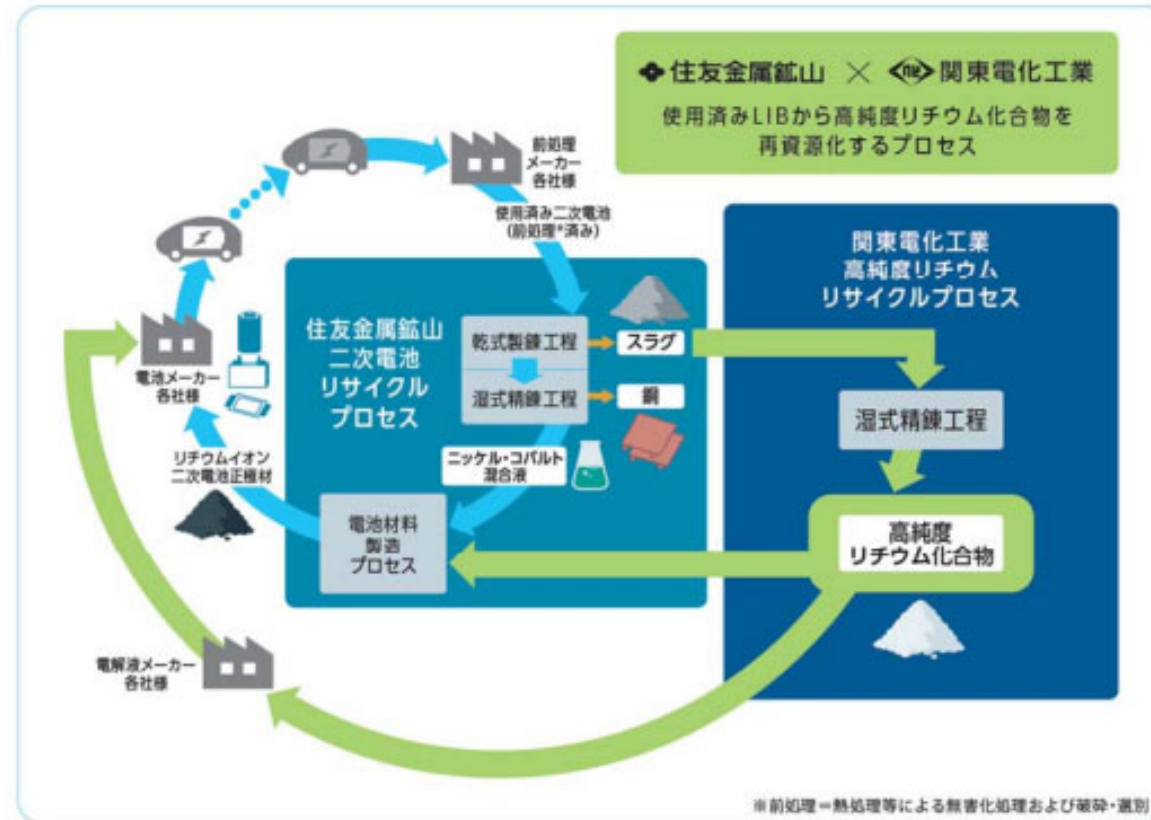 住友金属鉱山 × 関東電化工業
使用済みLIBから高純度リチウム化合物を
再資源化するプロセス
前処理
メーカー
各社様
使用済み二次電池
(前処理*済み)
関東電化工業
高純度リチウム
リサイクルプロセス
住友金属鉱山
二次電池
リサイクル
プロセス
乾式製錬工程
スラグ
湿式精錬工程
銅
湿式精錬工程
電池メーカー
各社様
ニッケル・コバルト
混合液
リチウムイオン
二次電池正極材
電池材料
製造
プロセス
高純度
リチウム化合物
電解液メーカー
各社様
※前処理=熱処理等による無害化処理および破砕・選別